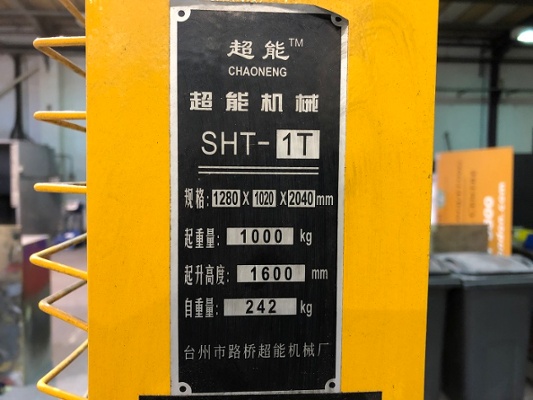 超能™
CHAONENG
超能机械
SHT-1T
规格:1280X1020X2040mm
起重量:1000kg
起升高度:1600mm
自重量:242kg
台州市路桥超能机械厂